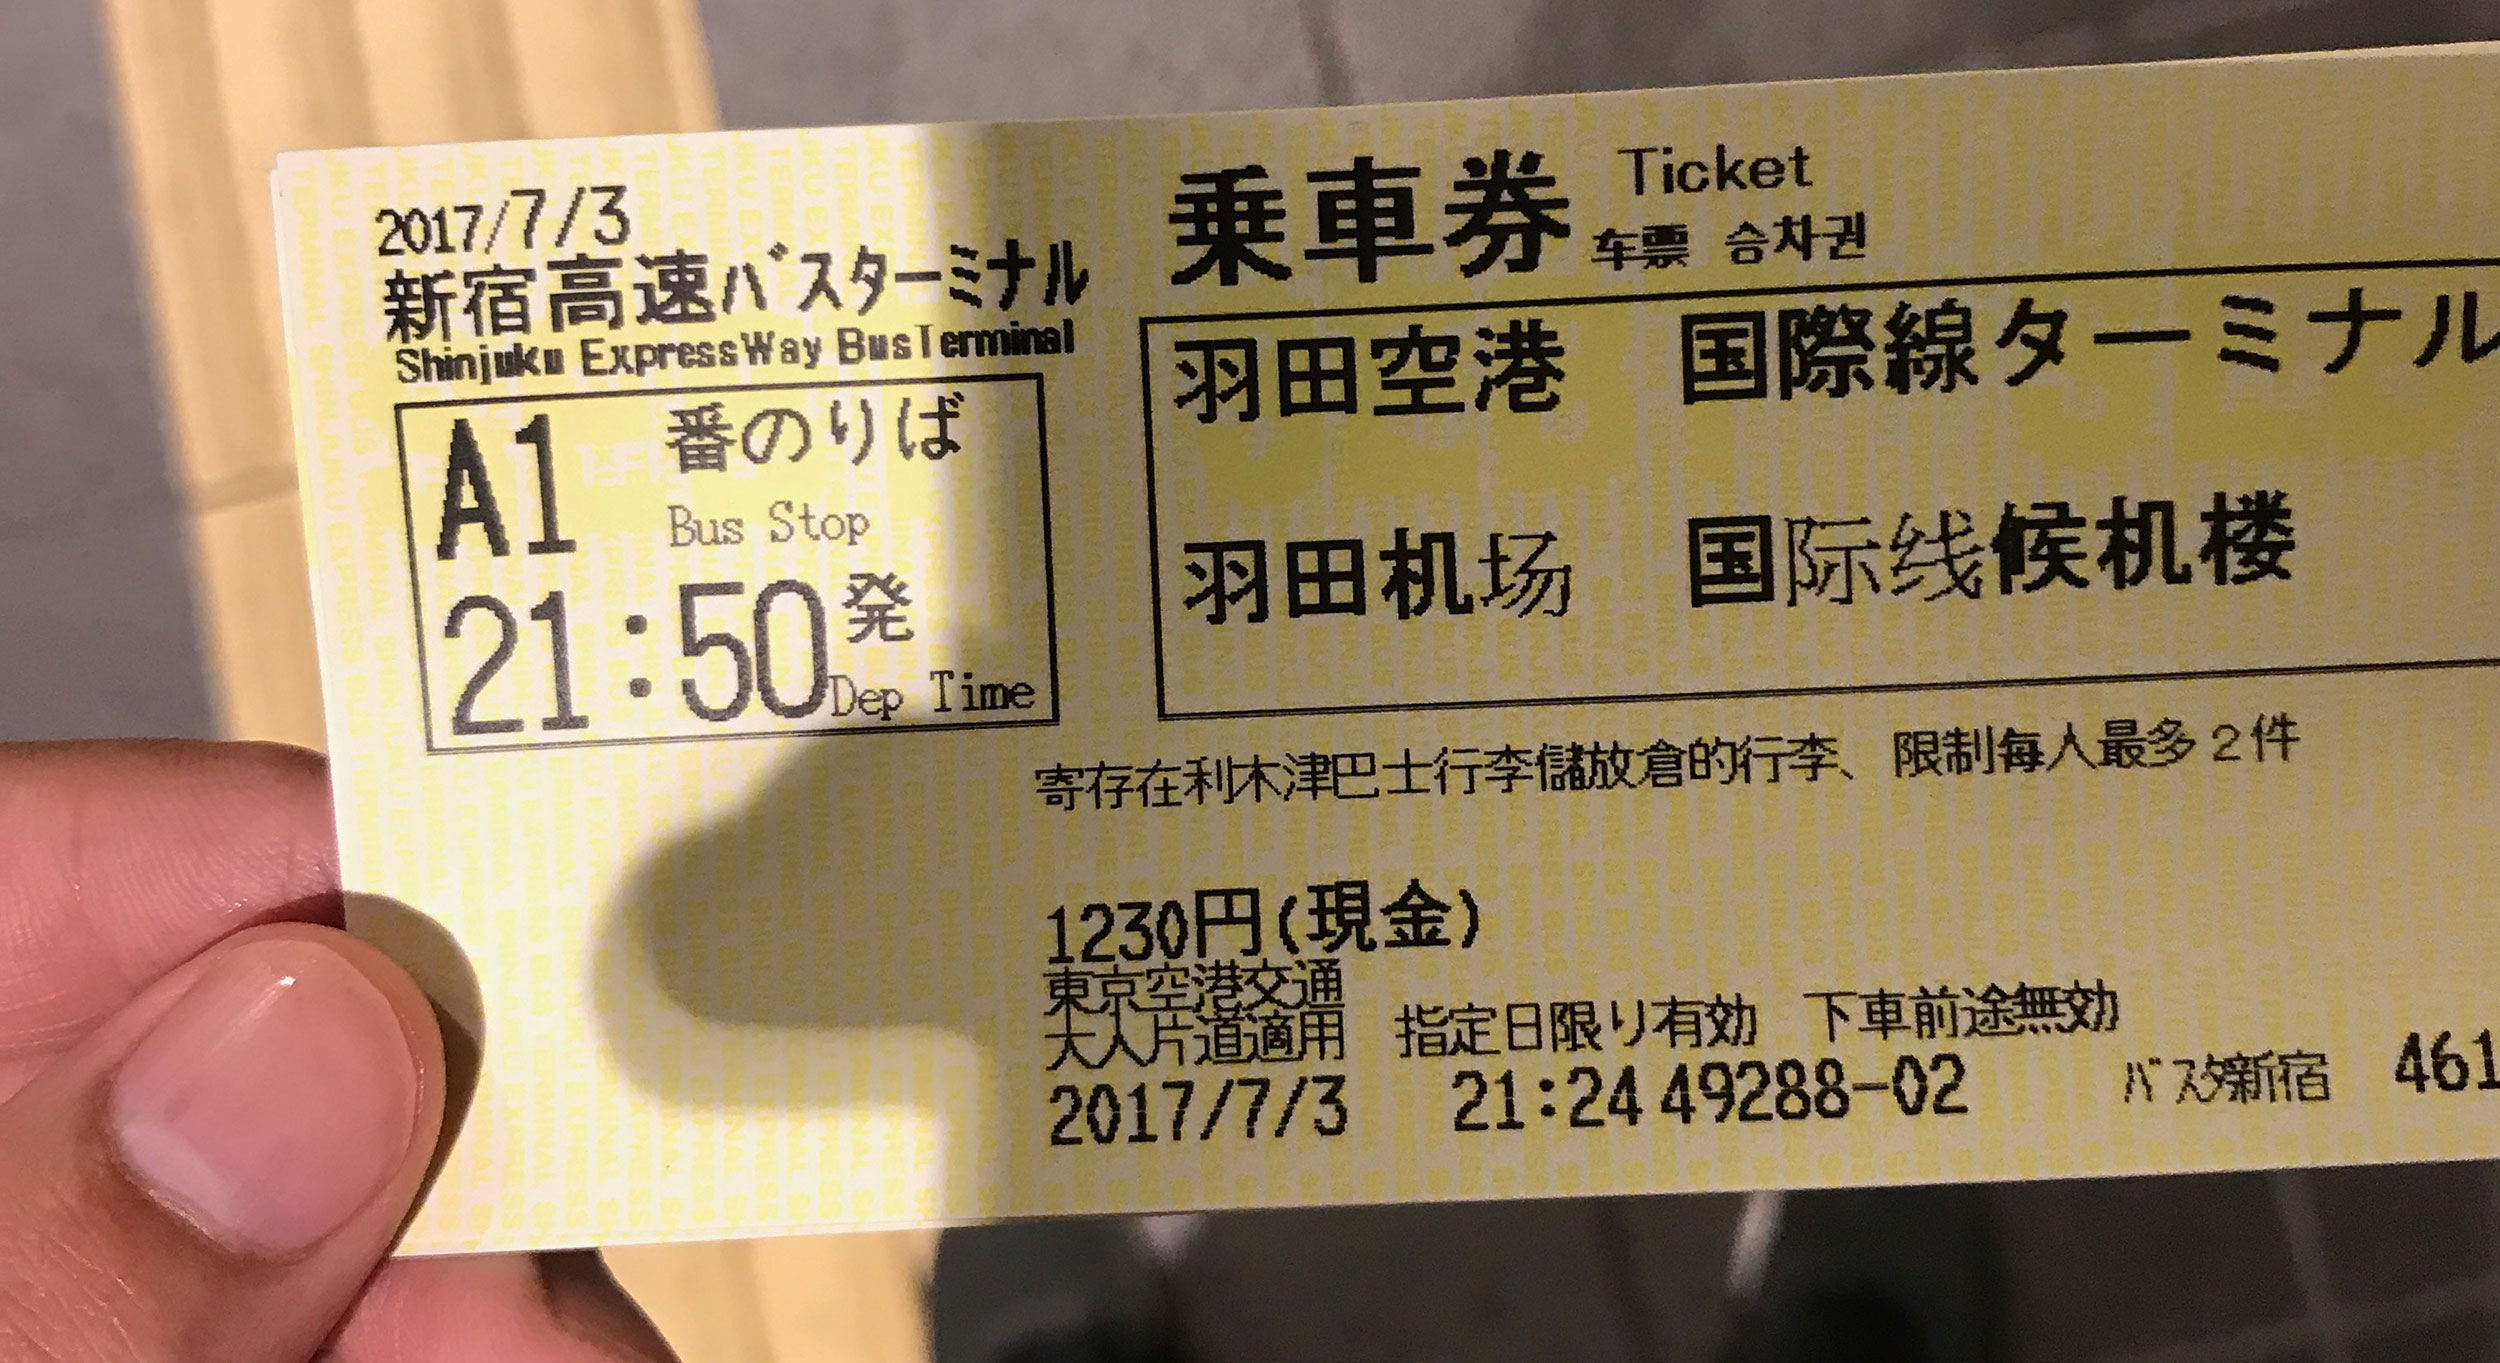 2017/7/3
新宿高速バスターミナル
Shinjuku ExpressWay BusTerminal
A1 番のりば
Bus Stop
21:50発
Dep Time
乗車券 Ticket
车票 승차권
羽田空港 国際線ターミナル
羽田机场 国际线候机楼
寄存在利木津巴士行李儲放倉的行李、限制每人最多2件
1230円(現金)
東京空港交通
大人片道適用 指定日限り有効 下車前途無効
2017/7/3 21:24 49288-02 バスタ新宿 461